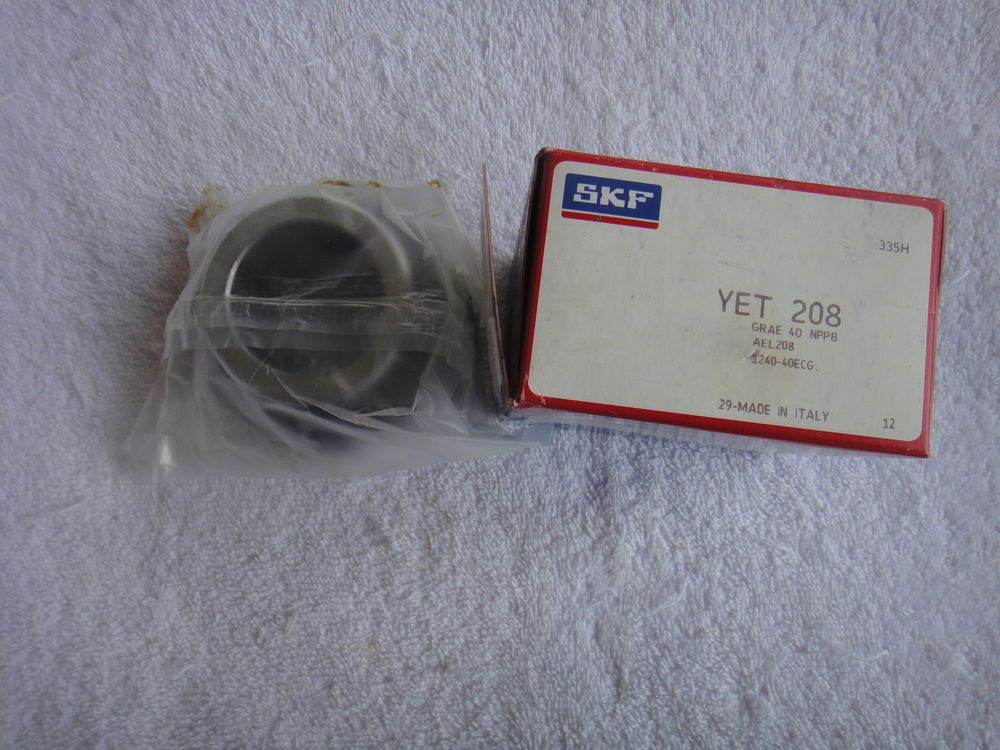 SKF
335H
YET 208
GRAE 40 NPPB
AEL208
1240-40ECG.
29-MADE IN ITALY
12